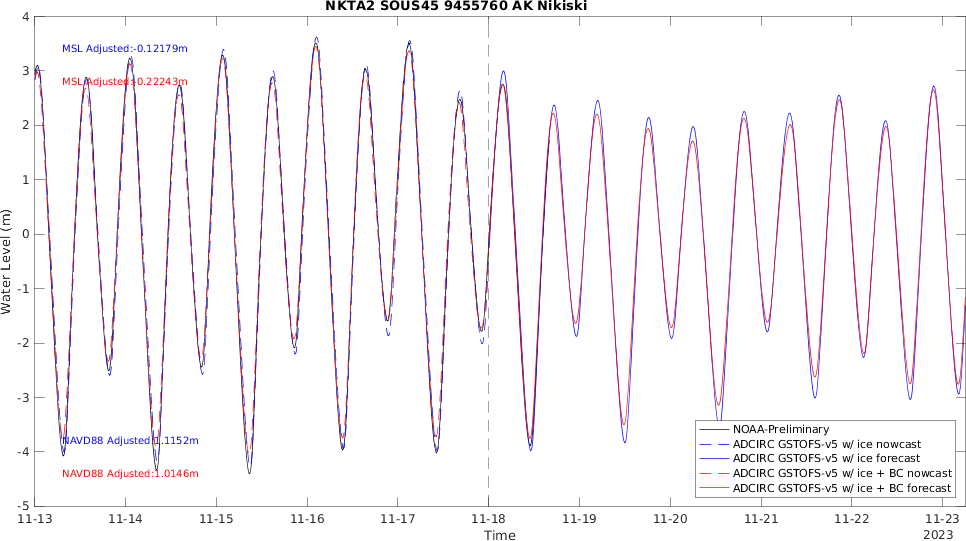 NKTA2 SOUS45 9455760 AK Nikiski
MSL Adjusted:-0.12179m
MSL Adjusted:-0.22243m
NAVD88 Adjusted:1.1152m
NAVD88 Adjusted:1.0146m
Water Level (m)
4
3
2
1
0
-1
-2
-3
-4
-5
NOAA-Preliminary
ADCIRC GSTOFS-v5 w/ ice nowcast
ADCIRC GSTOFS-v5 w/ ice forecast
ADCIRC GSTOFS-v5 w/ ice + BC nowcast
ADCIRC GSTOFS-v5 w/ ice + BC forecast
11-13 11-14 11-15 11-16 11-17 11-18 11-19 11-20 11-21 11-22 11-23
Time
2023